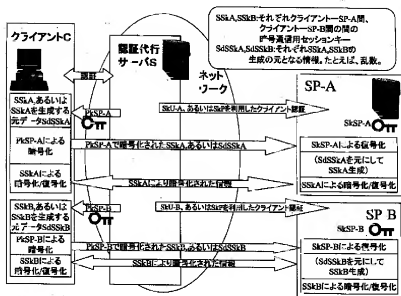 SSkA,SSkB:それぞれクライアントーSP-A間、
クライアントーSP-B間の間の
暗号通信用セッションキー
SdSSkA,SdSSkB:それぞれSSkA,SSkBの
生成の元となる情報。たとえば、乱数。
クライアントC
認証代行
サーバS
ネット
ワーク
認証
SP-A
SSkA,あるいは
SSkAを生成する
元データSdSSkA
PkSP-A
SkU-A、あるいはSkPを利用したクライアント認証
SkSP-A
PkSP-Aによる
暗号化
PkSP-Aで暗号化されたSSkA,あるいはSdSSkA
SkSP-Aによる復号化
(SdSSkAを元にして
SSkA生成)
SSkAによる
暗号化/復号化
SSkAにより暗号化された情報
SSkAによる暗号化/復号化
SSkB,あるいは
SSkBを生成する
元データSdSSkB
PkSP-B
SkU-B、あるいはSkPを利用したクライアント認証
SP B
SkSP-B
PkSP-Bによる
暗号化
PkSP-Bで暗号化されたSSkB,あるいはSdSSkB
SkSP-Bによる復号化
(SdSSkBを元にして
SSkB生成)
SSkBによる
暗号化/復号化
SSkBにより暗号化された情報
SSkBによる暗号化/復号化